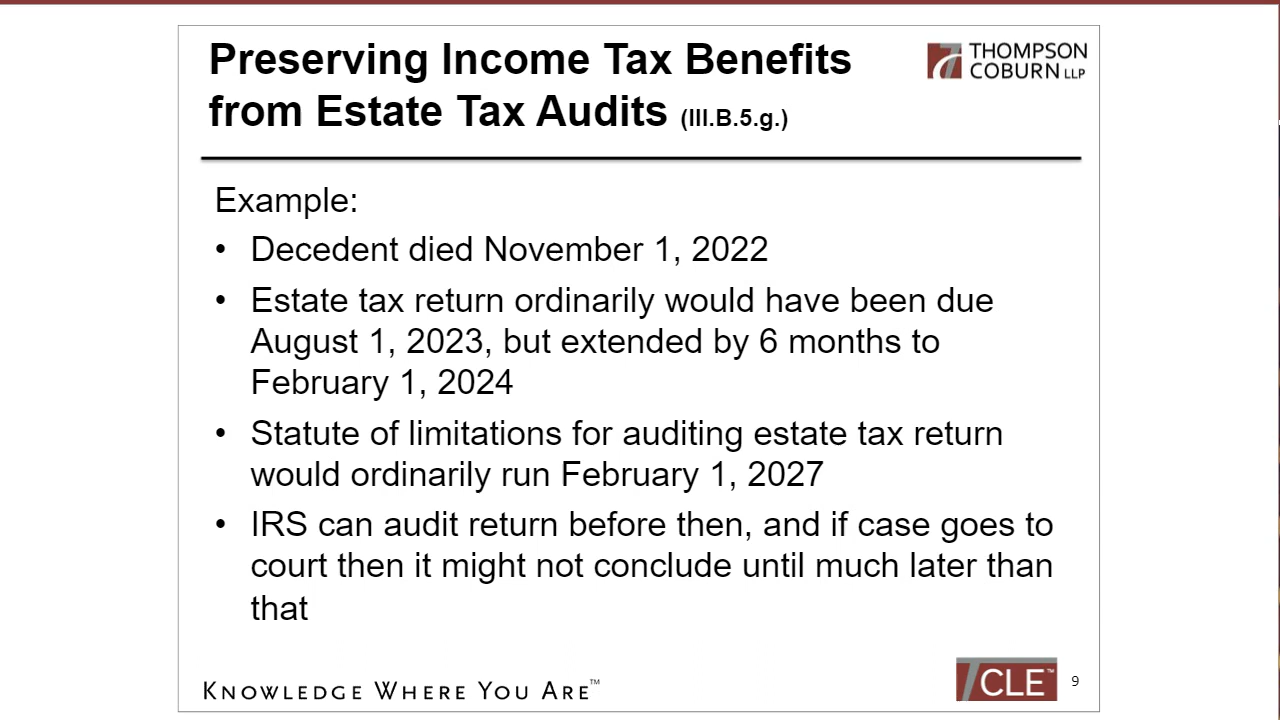 Preserving Income Tax Benefits
from Estate Tax Audits (III.B.5.g.)
THOMPSON
COBURN LLP
Example:
• Decedent died November 1, 2022
• Estate tax return ordinarily would have been due
August 1, 2023, but extended by 6 months to
February 1, 2024
• Statute of limitations for auditing estate tax return
would ordinarily run February 1, 2027
• IRS can audit return before then, and if case goes to
court then it might not conclude until much later than
that
KNOWLEDGE WHERE YOU ARE™
CLE™
9